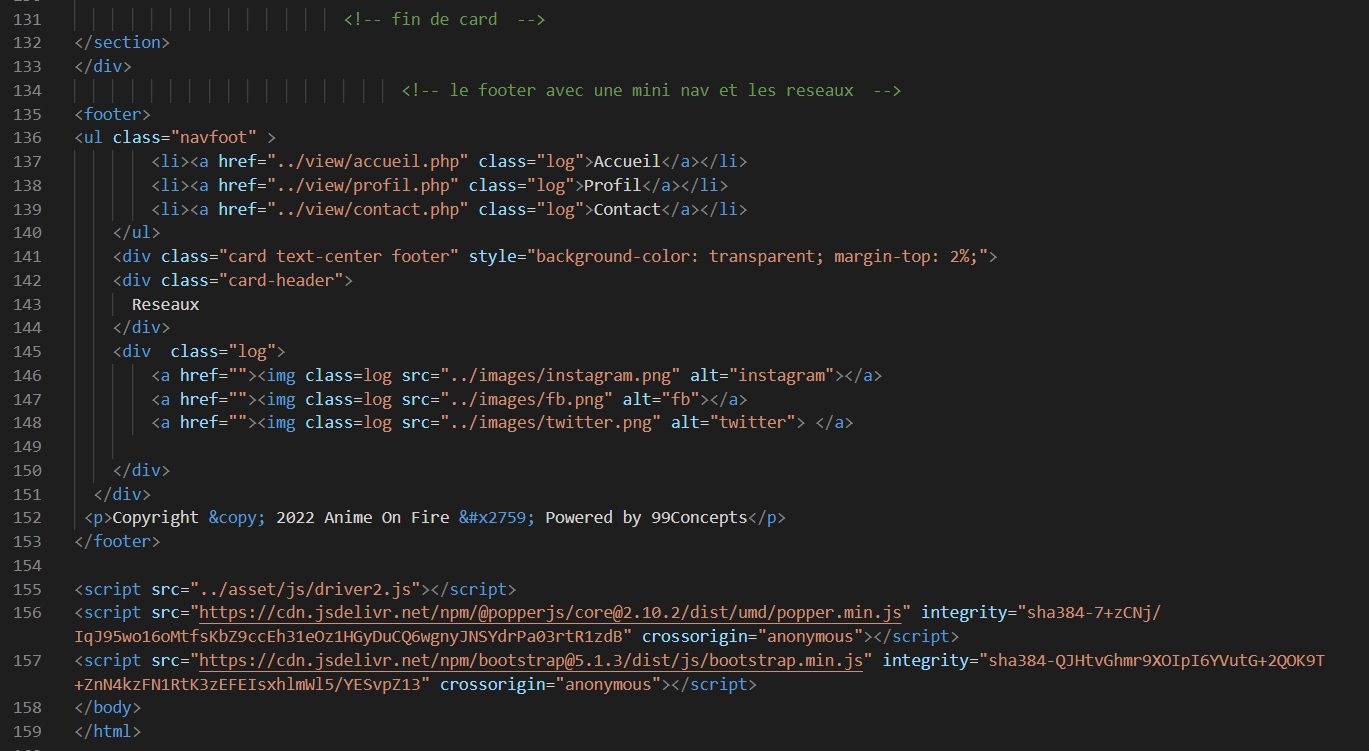 131 <!-- fin de card  -->
132 </section>
133 </div>
134 <!-- le footer avec une mini nav et les reseaux  -->
135 <footer>
136 <ul class="navfoot" >
137 <li><a href="../view/accueil.php" class="log">Accueil</a></li>
138 <li><a href="../view/profil.php" class="log">Profil</a></li>
139 <li><a href="../view/contact.php" class="log">Contact</a></li>
140 </ul>
141 <div class="card text-center footer" style="background-color: transparent; margin-top: 2%;">
142 <div class="card-header">
143 Reseaux
144 </div>
145 <div  class="log">
146 <a href=""><img class=log src="../images/instagram.png" alt="instagram"></a>
147 <a href=""><img class=log src="../images/fb.png" alt="fb"></a>
148 <a href=""><img class=log src="../images/twitter.png" alt="twitter"> </a>
149
150 </div>
151 </div>
152 <p>Copyright &copy; 2022 Anime On Fire &#x2759; Powered by 99Concepts</p>
153 </footer>
154
155 <script src="../asset/js/driver2.js"></script>
156 <script src="https://cdn.jsdelivr.net/npm/@popperjs/core@2.10.2/dist/umd/popper.min.js" integrity="sha384-7+zCNj/
IqJ95wo16oMtfsKbZ9ccEh31eOz1HGyDuCQ6wgnyJNSYdrPa03rtR1zdB" crossorigin="anonymous"></script>
157 <script src="https://cdn.jsdelivr.net/npm/bootstrap@5.1.3/dist/js/bootstrap.min.js" integrity="sha384-QJHtvGhmr9XOIpI6YVutG+2QOK9T
+ZnN4kzFN1RtK3zEFEIsxhlmWl5/YESvpZ13" crossorigin="anonymous"></script>
158 </body>
159 </html>